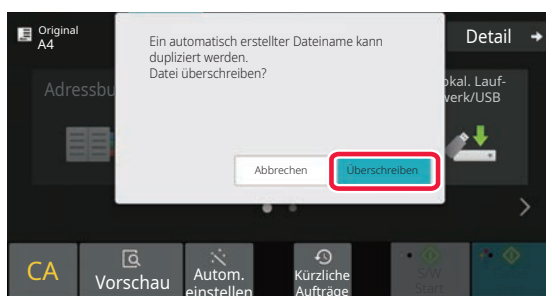 Original
A4
Ein automatisch erstellter Dateiname kann
dupliziert werden.
Datei überschreiben?
Detail
Adressbu
okal. Lauf-
werk/USB
Abbrechen
Überschreiben
CA
Vorschau
Autom.
einstellen
Kürzliche
Aufträge
S/W
Start